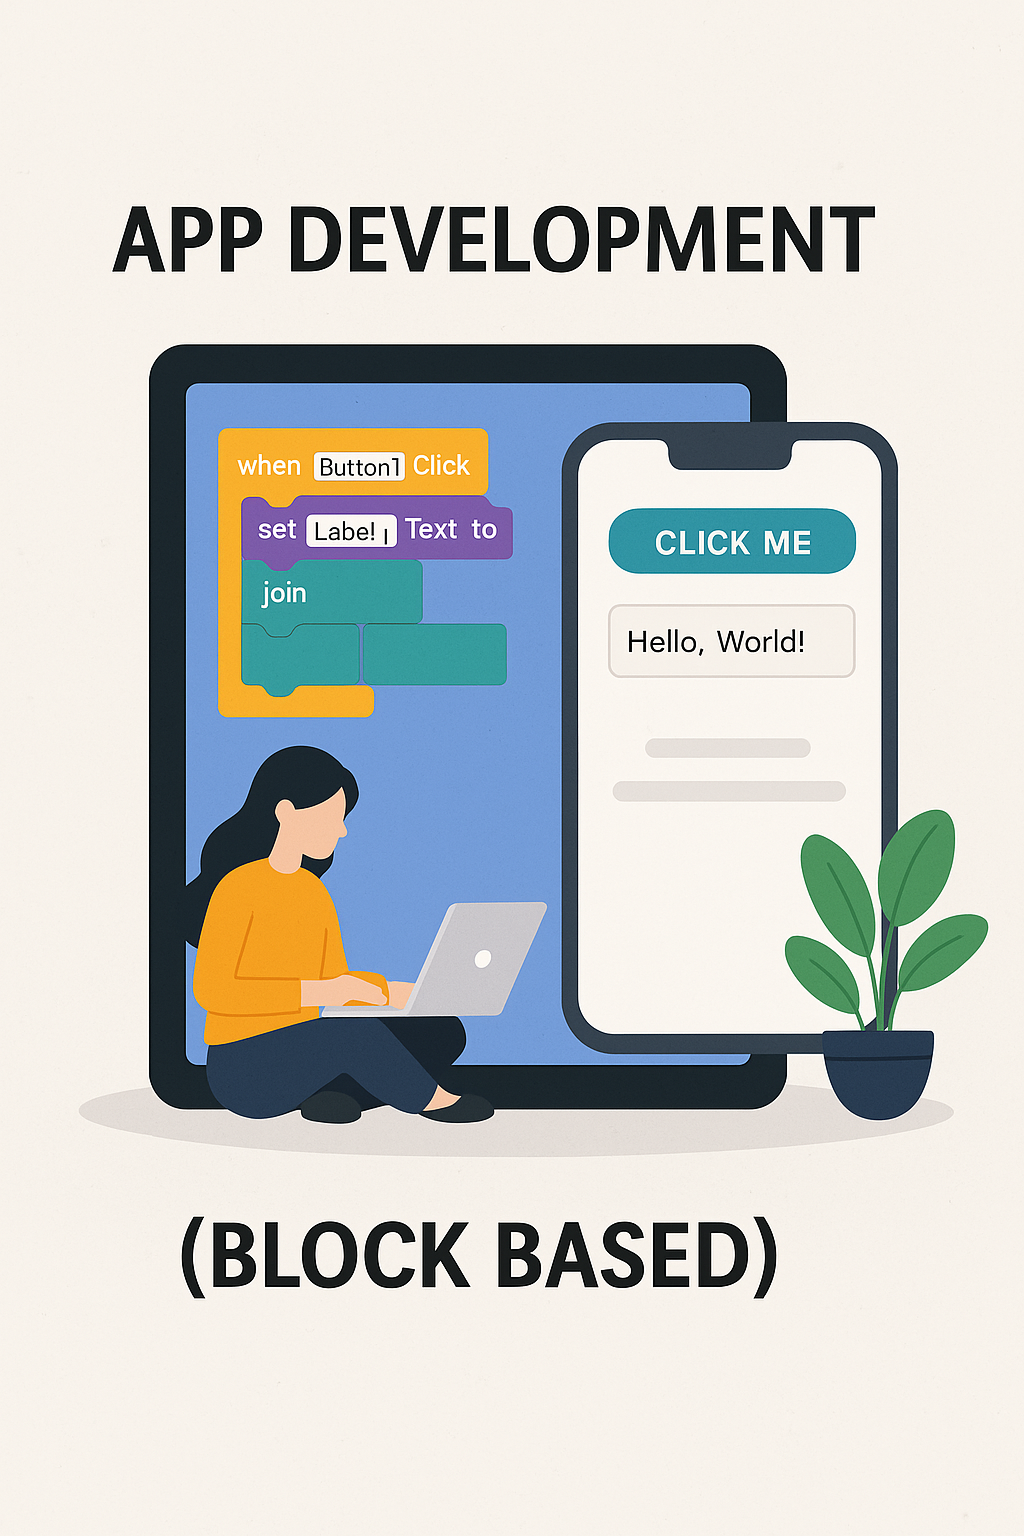 APP DEVELOPMENT
when Button1 Click
set Labe! | Text to
join
CLICK ME
Hello, World!
(BLOCK BASED)